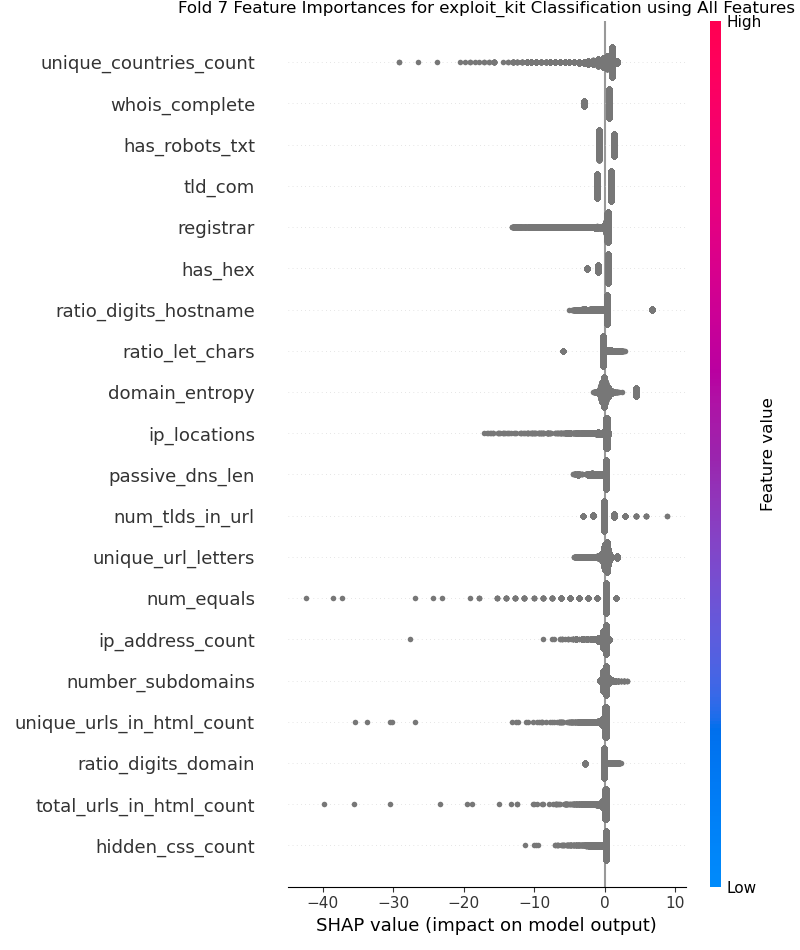 Fold 7 Feature Importances for exploit_kit Classification using All Features
High
unique_countries_count
whois_complete
has_robots_txt
tld_com
registrar
has_hex
ratio_digits_hostname
ratio_let_chars
domain_entropy
ip_locations
passive_dns_len
num_tlds_in_url
unique_url_letters
num_equals
ip_address_count
number_subdomains
unique_urls_in_html_count
ratio_digits_domain
total_urls_in_html_count
hidden_css_count
Feature value
Low
−40 −30 −20 −10 0 10
SHAP value (impact on model output)